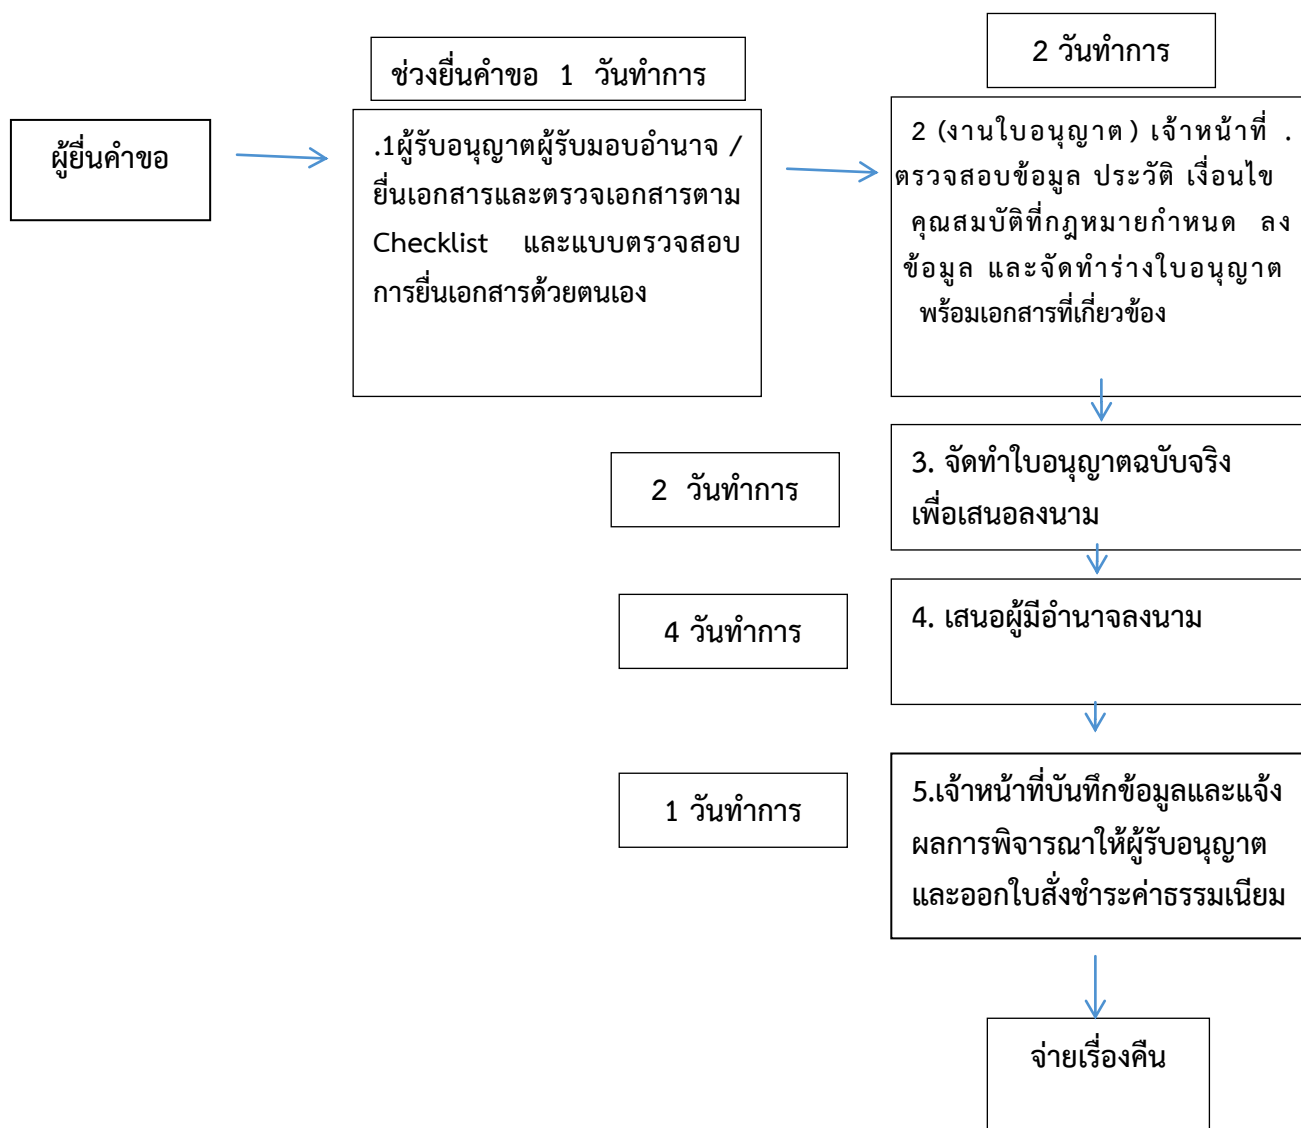 ผู้ยื่นคำขอ
ช่วงยื่นคำขอ 1 วันทำการ
.1ผู้รับอนุญาตผู้รับมอบอำนาจ /
ยื่นเอกสารและตรวจเอกสารตาม
Checklist และแบบตรวจสอบ
การยื่นเอกสารด้วยตนเอง
2 วันทำการ
2 (งานใบอนุญาต) เจ้าหน้าที่ .
ตรวจสอบข้อมูล ประวัติ เงื่อนไข
คุณสมบัติที่กฎหมายกำหนด ลง
ข้อมูล และจัดทำร่างใบอนุญาต
พร้อมเอกสารที่เกี่ยวข้อง
2 วันทำการ
3. จัดทำใบอนุญาตฉบับจริง
เพื่อเสนอลงนาม
4 วันทำการ
4. เสนอผู้มีอำนาจลงนาม
1 วันทำการ
5.เจ้าหน้าที่บันทึกข้อมูลและแจ้ง
ผลการพิจารณาให้ผู้รับอนุญาต
และออกใบสั่งชำระค่าธรรมเนียม
จ่ายเรื่องคืน